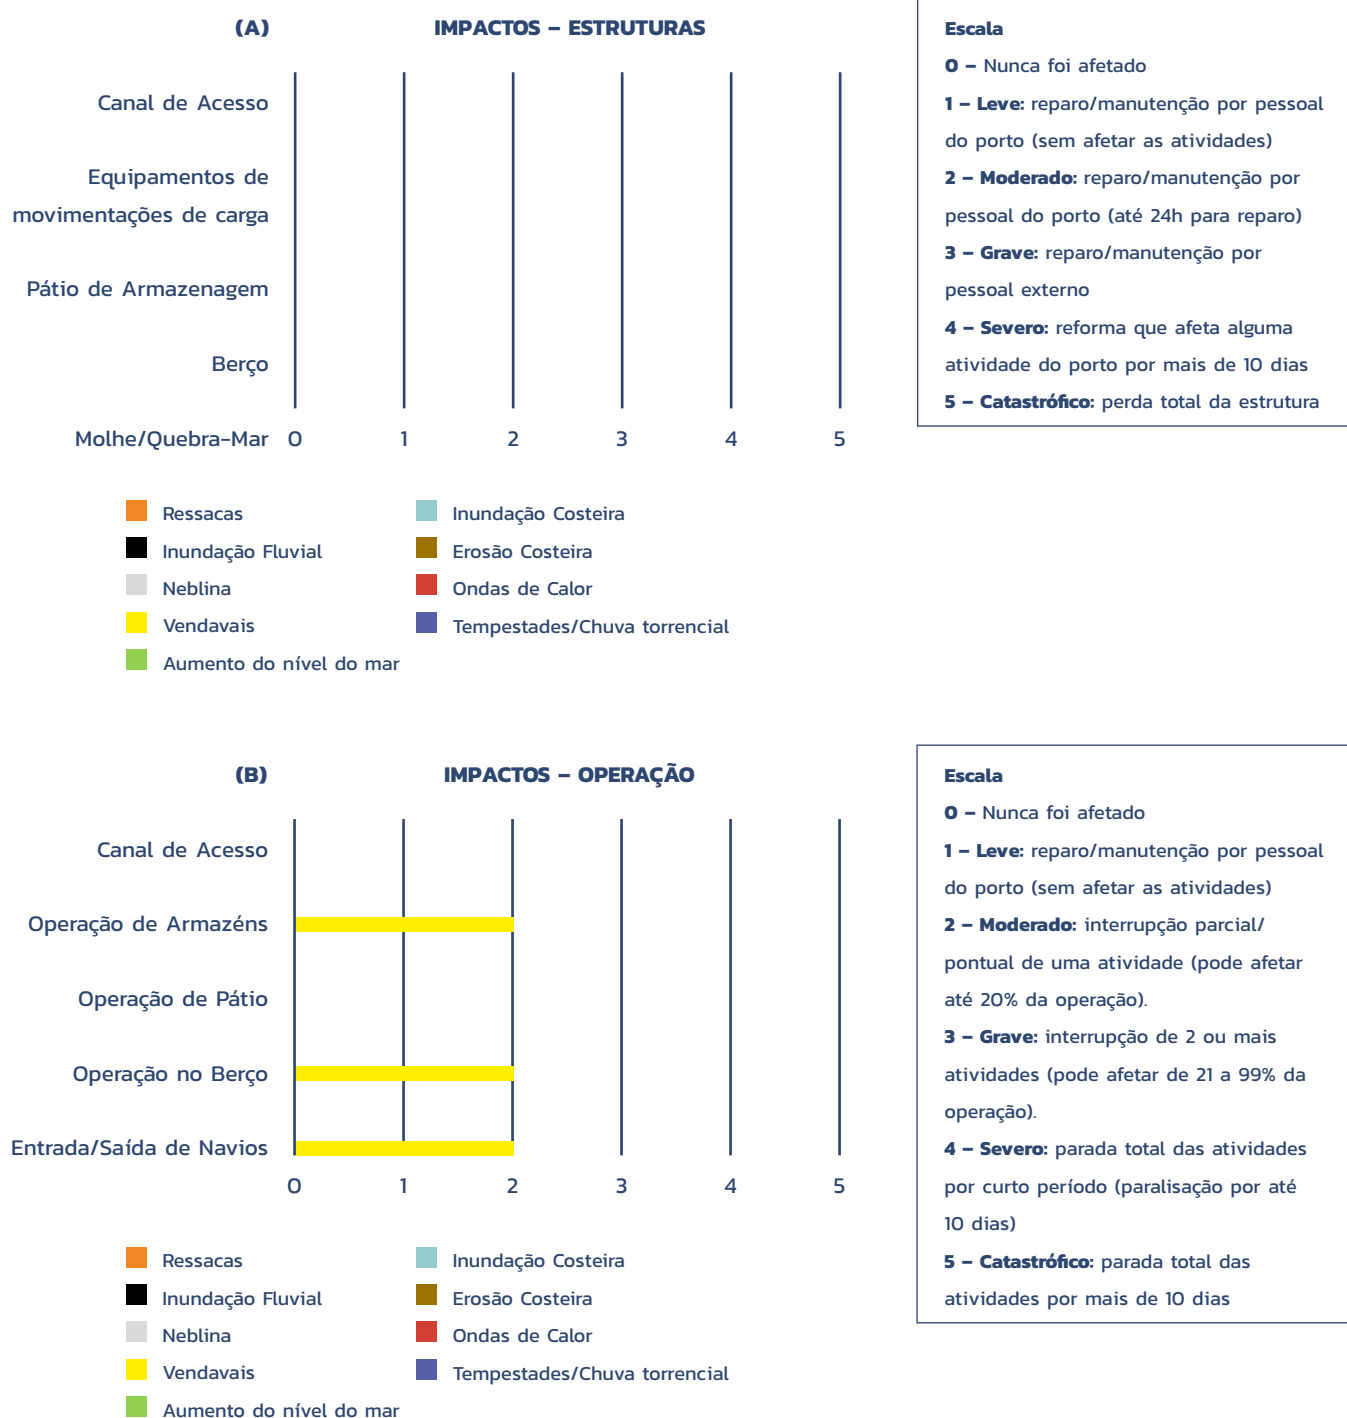 (A)
IMPACTOS – ESTRUTURAS
Canal de Acesso
Equipamentos de
movimentações de carga
Pátio de Armazenagem
Berço
Molhe/Quebra-Mar
0 1 2 3 4 5
Ressacas
Inundação Fluvial
Neblina
Vendavais
Aumento do nível do mar
Inundação Costeira
Erosão Costeira
Ondas de Calor
Tempestades/Chuva torrencial
Escala
0 – Nunca foi afetado
1 – Leve: reparo/manutenção por pessoal
do porto (sem afetar as atividades)
2 – Moderado: reparo/manutenção por
pessoal do porto (até 24h para reparo)
3 – Grave: reparo/manutenção por
pessoal externo
4 – Severo: reforma que afeta alguma
atividade do porto por mais de 10 dias
5 – Catastrófico: perda total da estrutura
(B)
IMPACTOS – OPERAÇÃO
Canal de Acesso
Operação de Armazéns
Operação de Pátio
Operação no Berço
Entrada/Saída de Navios
0 1 2 3 4 5
Ressacas
Inundação Fluvial
Neblina
Vendavais
Aumento do nível do mar
Inundação Costeira
Erosão Costeira
Ondas de Calor
Tempestades/Chuva torrencial
Escala
0 – Nunca foi afetado
1 – Leve: reparo/manutenção por pessoal
do porto (sem afetar as atividades)
2 – Moderado: interrupção parcial/
pontual de uma atividade (pode afetar
até 20% da operação).
3 – Grave: interrupção de 2 ou mais
atividades (pode afetar de 21 a 99% da
operação).
4 – Severo: parada total das atividades
por curto período (paralisação por até
10 dias)
5 – Catastrófico: parada total das
atividades por mais de 10 dias